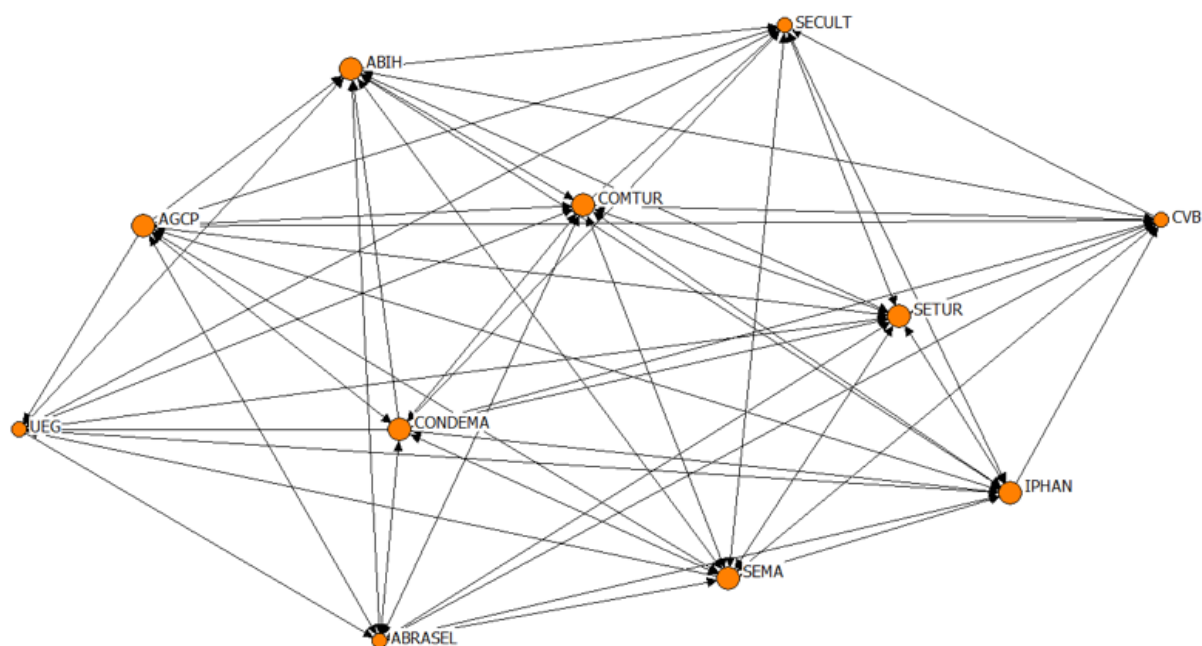 SECULT
ABIH
COMTUR
AGCP
CVB
SETUR
UEG
CONDEMA
IPHAN
SEMA
ABRASEL